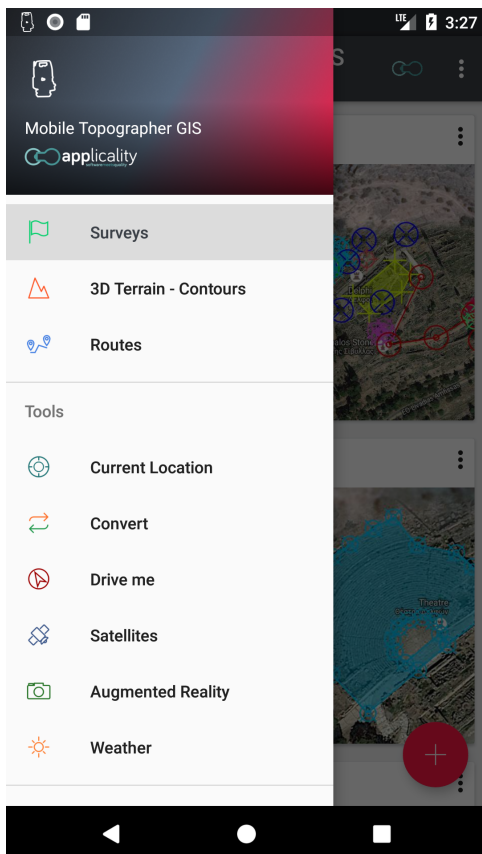 LTE
3:27
S
Mobile Topographer GIS
applicality
Surveys
3D Terrain - Contours
Routes
Tools
Current Location
Convert
Drive me
Satellites
Augmented Reality
Weather
Delphi
Theatre